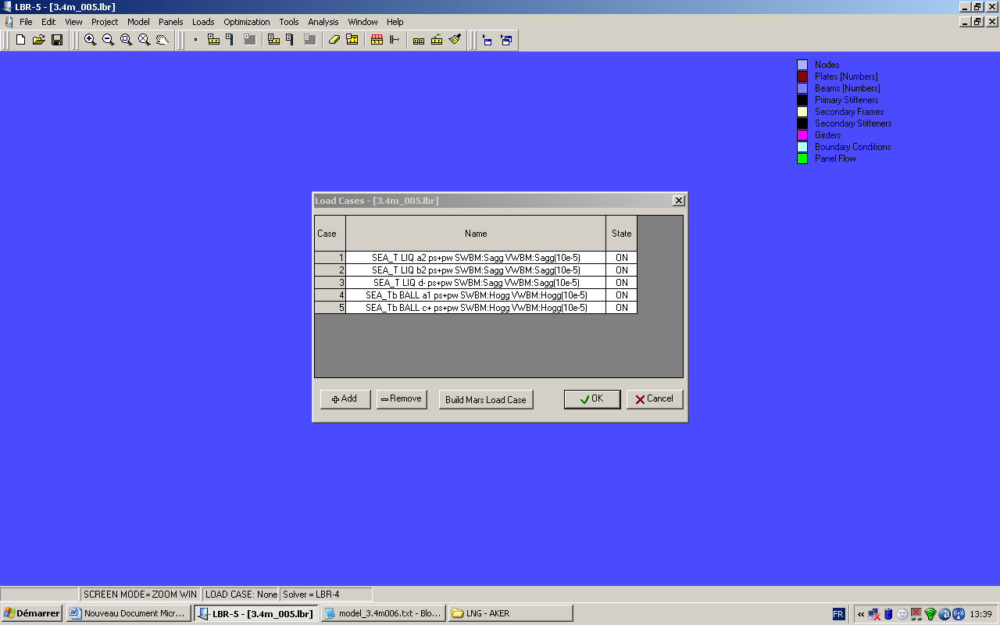 LBR-5 - [3.4m_005.lbr]
File Edit View Project Model Panels Loads Optimization Tools Analysis Window Help
Nodes
Plates [Numbers]
Beams [Numbers]
Primary Stiffeners
Secondary Frames
Secondary Stiffeners
Girders
Boundary Conditions
Panel Flow
Load Cases - [3.4m_005.lbr]
Case Name State
1 SEA_T LIQ a2 ps+pw SWBM:Sagg VWBM:Sagg(10e-5) ON
2 SEA_T LIQ b2 ps+pw SWBM:Sagg VWBM:Sagg(10e-5) ON
3 SEA_T LIQ d- ps+pw SWBM:Sagg VWBM:Sagg(10e-5) ON
4 SEA_Tb BALL a1 ps+pw SWBM:Hogg VWBM:Hogg(10e-5) ON
5 SEA_Tb BALL c+ ps+pw SWBM:Hogg VWBM:Hogg(10e-5) ON
Add Remove Build Mars Load Case OK Cancel
SCREEN MODE= ZOOM WIN LOAD CASE: None Solver = LBR-4
Démarrer Nouveau Document Micr... LBR-5 - [3.4m_005.lbr] model_3.4m006.txt - Blo... LNG - AKER FR « 13:39